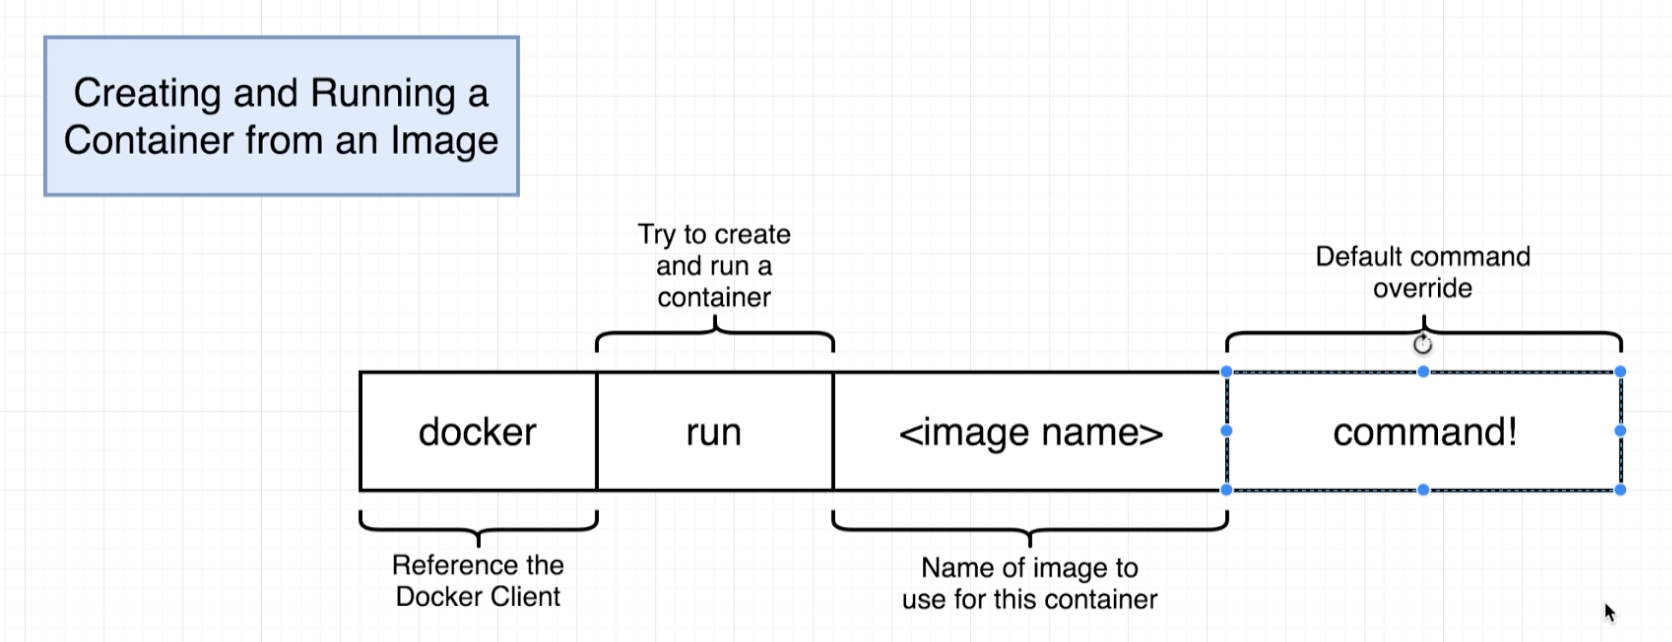 Creating and Running a
Container from an Image
Try to create
and run a
container
Default command
override
docker
run
<image name>
command!
Reference the
Docker Client
Name of image to
use for this container